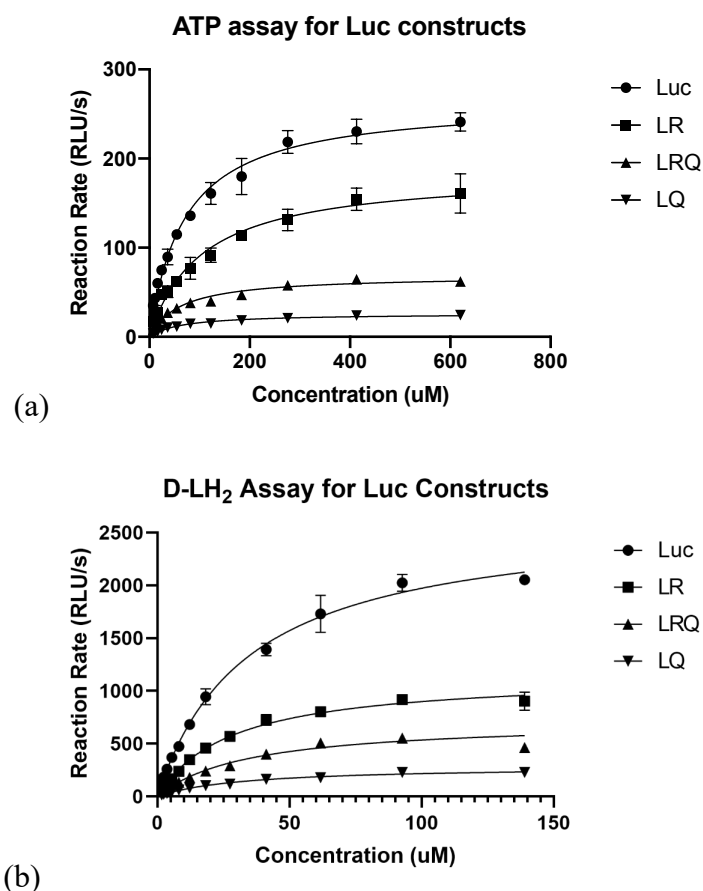 ATP assay for Luc constructs
Reaction Rate (RLU/s)
300
200
100
0
0 200 400 600 800
Concentration (uM)
Luc
LR
LRQ
LQ
(a)
D-LH₂ Assay for Luc Constructs
Reaction Rate (RLU/s)
2500
2000
1500
1000
500
0
0 50 100 150
Concentration (uM)
Luc
LR
LRQ
LQ
(b)